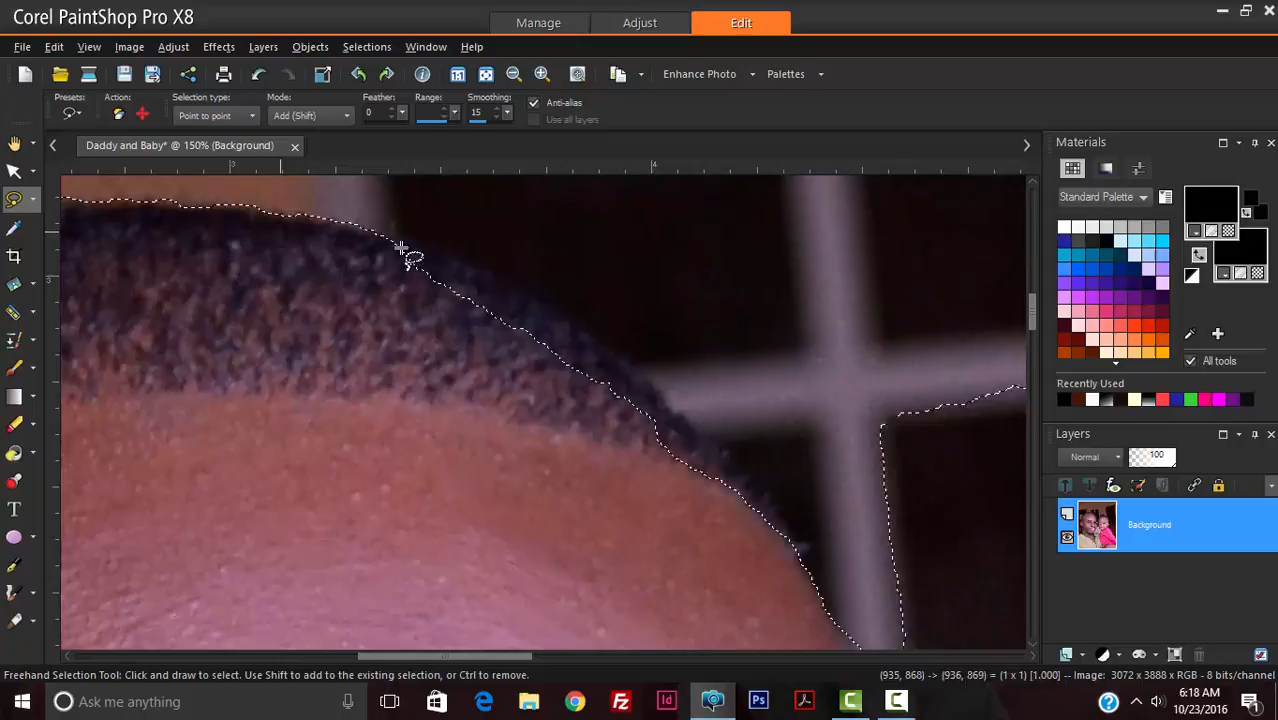 Corel PaintShop Pro X8
Manage
Adjust
Edit
File Edit View Image Adjust Effects Layers Objects Selections Window Help
Enhance Photo
Palettes
Presets:
Action:
Selection type:
Mode:
Feather:
Range:
Smoothing:
Anti-alias
Point to point
Add (Shift)
0
15
Use all layers
Daddy and Baby* @ 150% (Background)
3
4
3
Materials
Standard Palette
All tools
Recently Used
Layers
Normal
100
Background
Freehand Selection Tool: Click and draw to select. Use Shift to add to the existing selection, or Ctrl to remove.
(935, 868) -> (936, 869) = (1 x 1) [1.000] -- Image: 3072 x 3888 x RGB - 8 bits/channel
Ask me anything
6:18 AM
10/23/2016